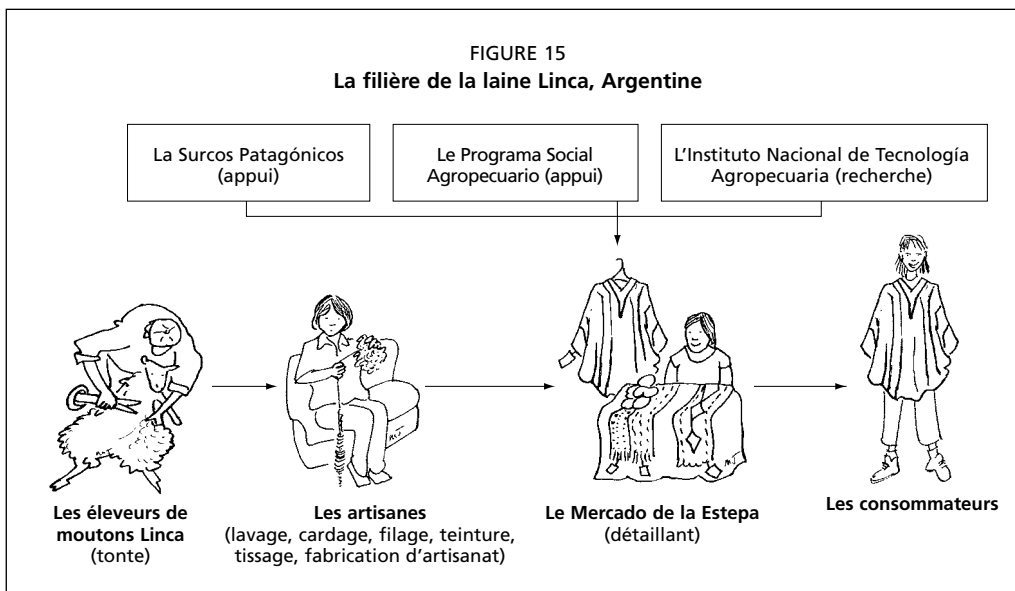 FIGURE 15
La filière de la laine Linca, Argentine
La Surcos Patagónicos
(appui)
Le Programa Social
Agropecuario (appui)
L'Instituto Nacional de Tecnología
Agropecuaria (recherche)
Les éleveurs de
moutons Linca
(tonte)
Les artisanes
(lavage, cardage, filage, teinture,
tissage, fabrication d'artisanat)
Le Mercado de la Estepa
(détaillant)
Les consommateurs